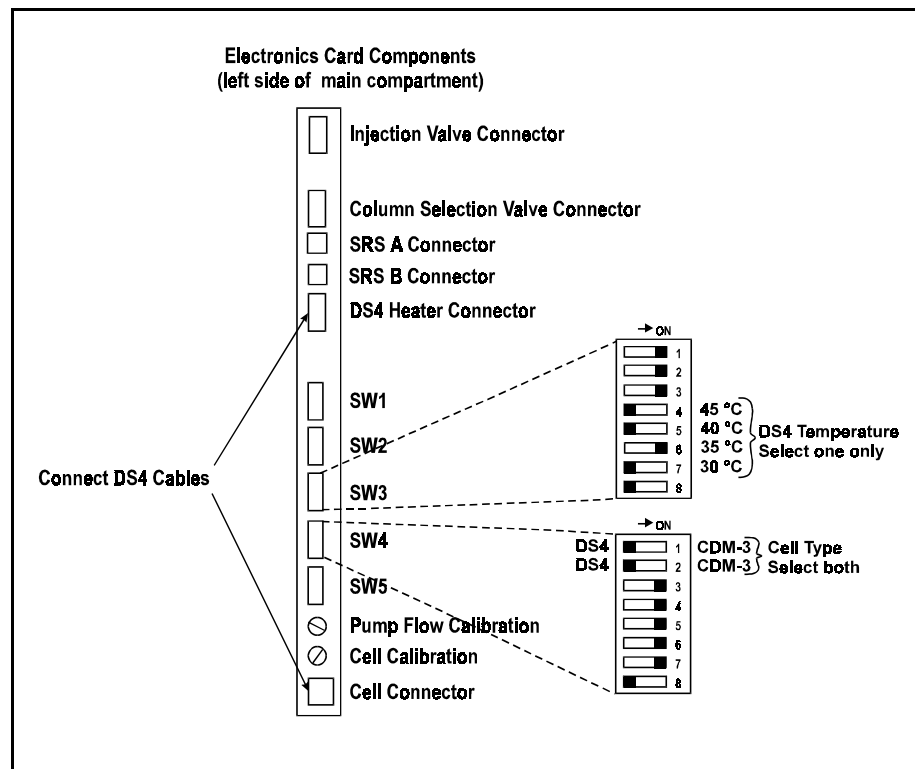 Electronics Card Components
(left side of main compartment)
Injection Valve Connector
Column Selection Valve Connector
SRS A Connector
SRS B Connector
DS4 Heater Connector
SW1
SW2
SW3
SW4
SW5
Pump Flow Calibration
Cell Calibration
Cell Connector
Connect DS4 Cables
→ ON
1
2
3
4 45 °C
5 40 °C
6 35 °C
7 30 °C
8
DS4 Temperature
Select one only
→ ON
DS4 1 CDM-3
DS4 2 CDM-3
Cell Type
Select both
3
4
5
6
7
8